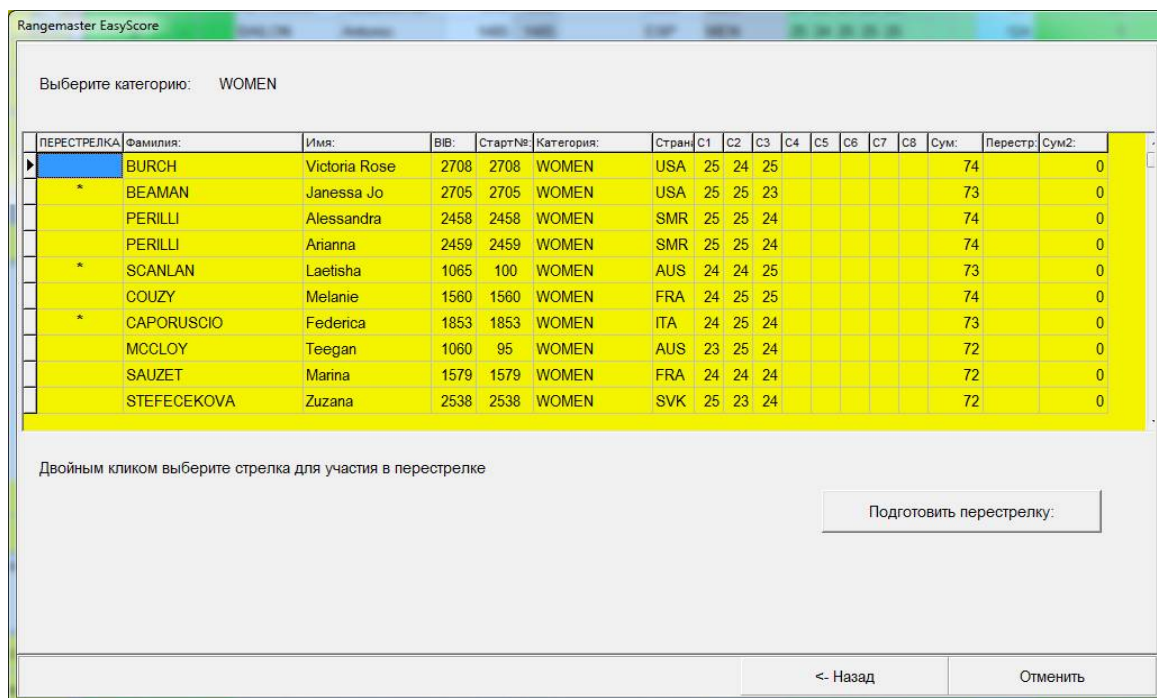 Rangemaster EasyScore
Выберите категорию: WOMEN
ПЕРЕСТРЕЛКА Фамилия: Имя: BIB: Старт№: Категория: Страна C1 C2 C3 C4 C5 C6 C7 C8 Сум: Перестр: Сум2:
BURCH Victoria Rose 2708 2708 WOMEN USA 25 24 25 74 0
* BEAMAN Janessa Jo 2705 2705 WOMEN USA 25 25 23 73 0
PERILLI Alessandra 2458 2458 WOMEN SMR 25 25 24 74 0
PERILLI Arianna 2459 2459 WOMEN SMR 25 25 24 74 0
* SCANLAN Laetisha 1065 100 WOMEN AUS 24 24 25 73 0
COUZY Melanie 1560 1560 WOMEN FRA 24 25 25 74 0
* CAPORUSCIO Federica 1853 1853 WOMEN ITA 24 25 24 73 0
MCCLOY Teegan 1060 95 WOMEN AUS 23 25 24 72 0
SAUZET Marina 1579 1579 WOMEN FRA 24 24 24 72 0
STEFECEKOVA Zuzana 2538 2538 WOMEN SVK 25 23 24 72 0
Двойным кликом выберите стрелка для участия в перестрелке
Подготовить перестрелку:
<- Назад Отменить